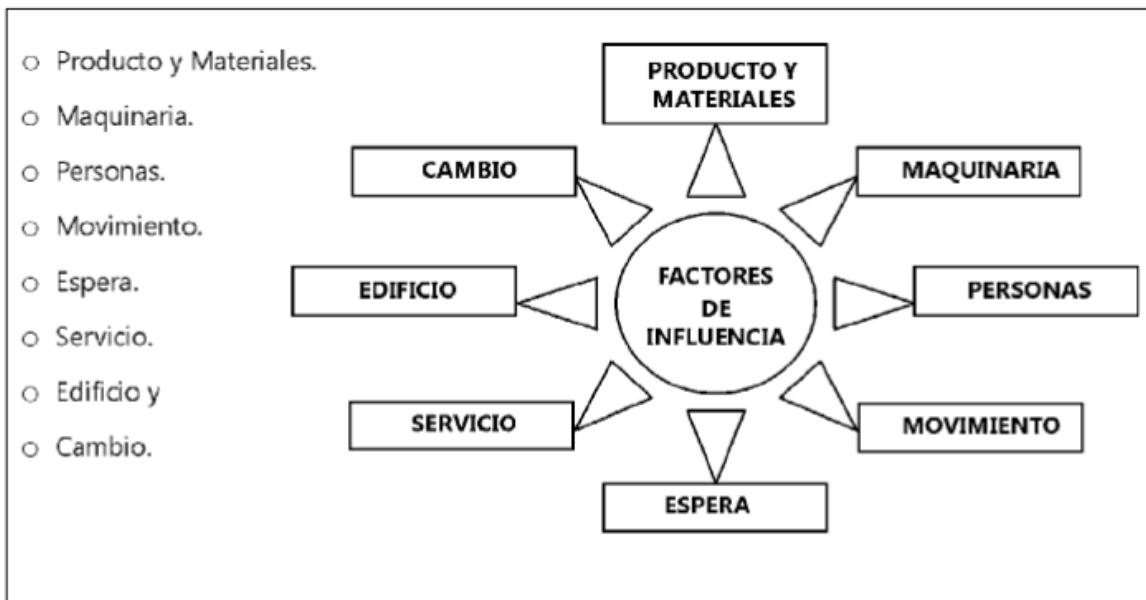 ○ Producto y Materiales.
○ Maquinaria.
○ Personas.
○ Movimiento.
○ Espera.
○ Servicio.
○ Edificio y
○ Cambio.
PRODUCTO Y
MATERIALES
CAMBIO
MAQUINARIA
EDIFICIO
FACTORES
DE
INFLUENCIA
PERSONAS
SERVICIO
MOVIMIENTO
ESPERA